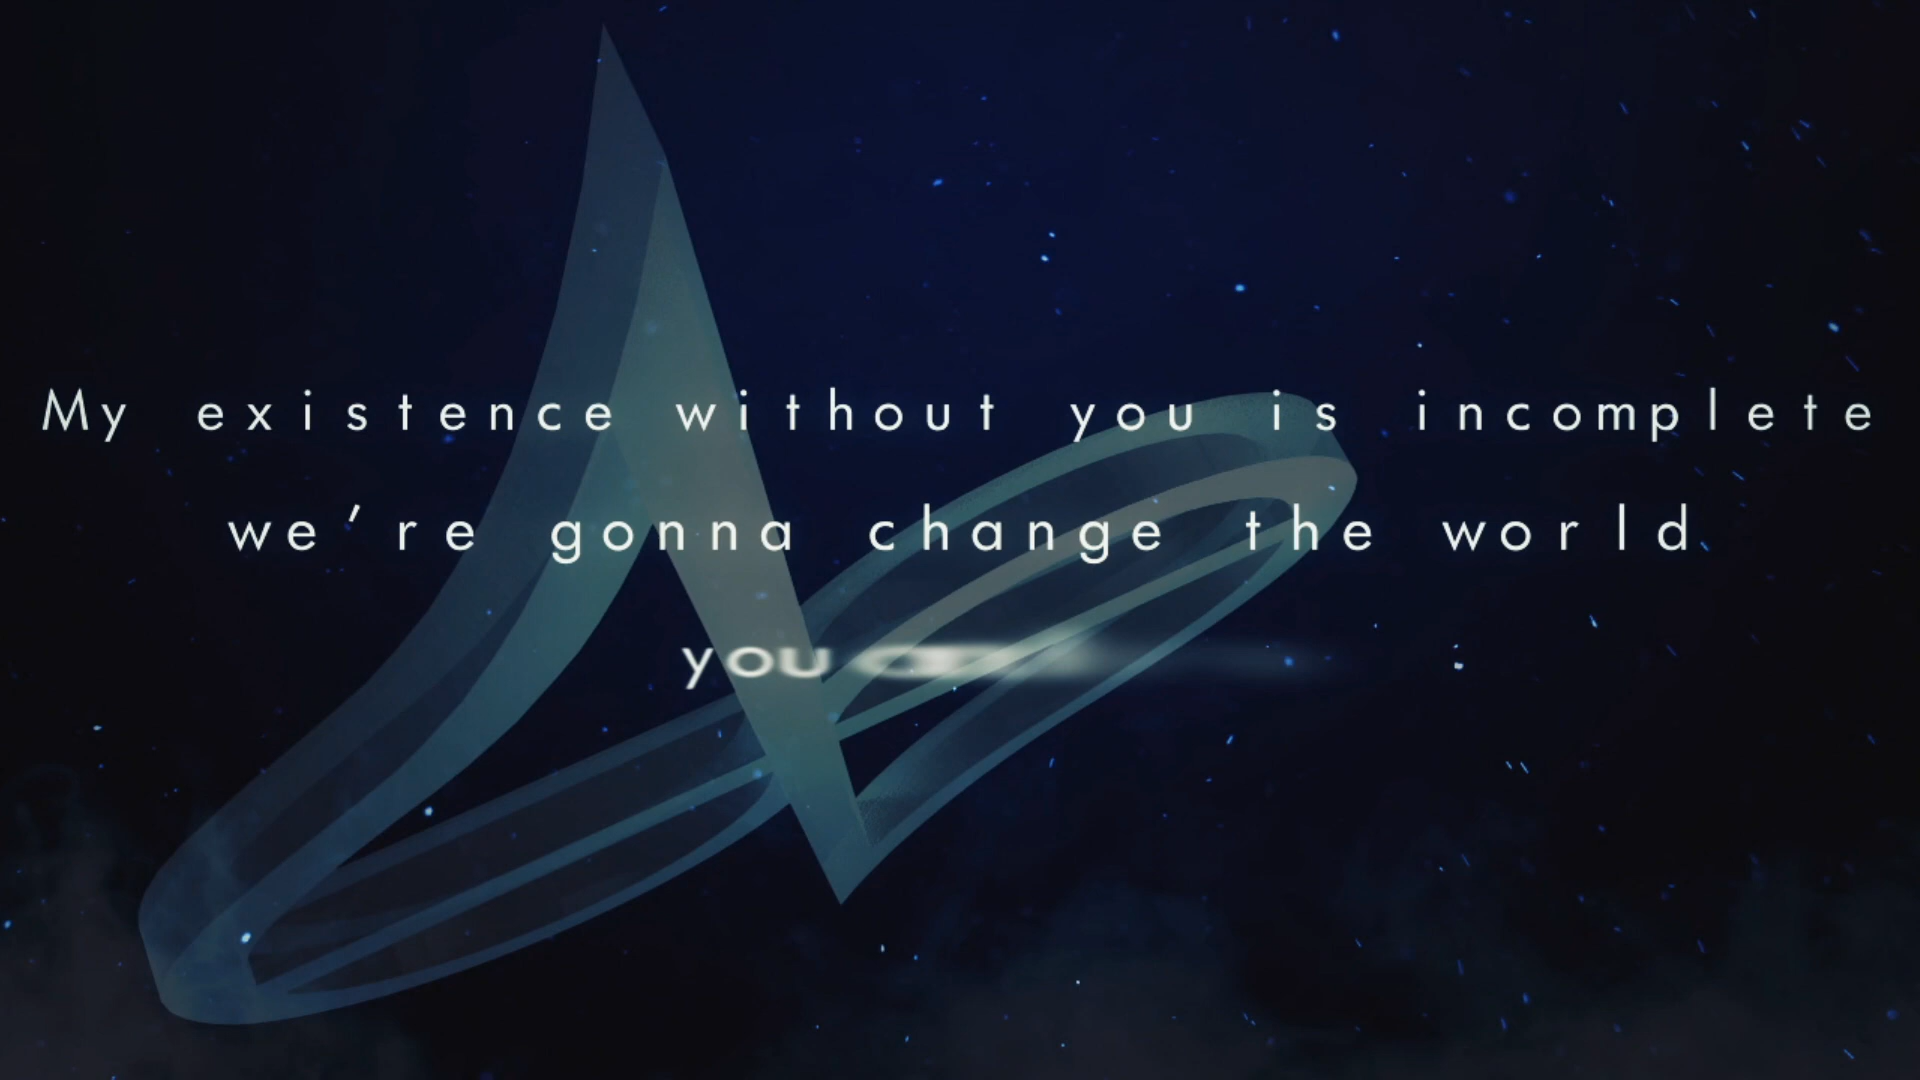 My existence without you is incomplete
we’re gonna change the world
you